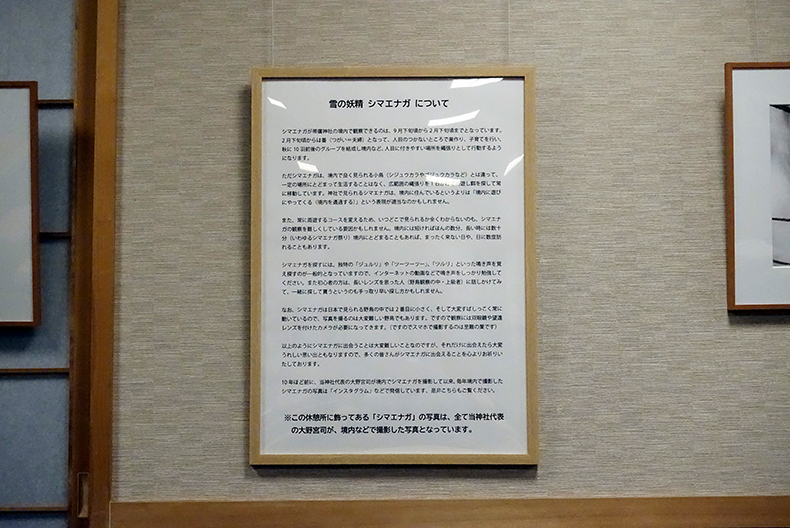 雪の妖精 シマエナガ について
シマエナガが帯廣神社の境内で観察できるのは、9月下旬頃から2月下旬頃までとなっています。
2月下旬頃からは番（つがい＝夫婦）となって、人目のつかないところで巣作り、子育てを行い、
秋に10羽前後のグループを結成し境内など、人目に付きやすい場所を縄張りとして行動するよう
になります。
ただシマエナガは、境内で良く見られる小鳥（シジュウカラやゴジュウカラなど）とは違って、
一定の場所にとどまって生活することはなく、広範囲の縄張りを1日かけて周遊し餌を探して常
に移動しています。神社で見られるシマエナガは、境内に住んでいるというよりは「境内に遊び
にやってくる（境内を通過する）」という表現が適当なのかもしれません。
また、常に周遊するコースを変えるため、いつどこで見られるか全くわからないのも、シマエナ
ガの観察を難しくしている要因かもしれません。境内には短ければほんの数分、長い時には数十
分（いわゆるシマエナガ祭り）境内にとどまることもあれば、まったく来ない日や、日に数度訪
れることもあります。
シマエナガを探すには、独特の「ジュルリ」や「ツーツーツー」、「ツルリ」といった鳴き声を覚
え探すのが一般的となっていますので、インターネットの動画などで鳴き声をしっかり勉強して
ください。また初心者の方は、長いレンズを思った人（野鳥観察の中・上級者）に話しかけてみ
て、一緒に探して貰うというのも手っ取り早い探し方かもしれません。
なお、シマエナガは日本で見られる野鳥の中では2番目に小さく、そして大変すばしっこく常に
動いているので、写真を撮るのは大変難しい野鳥でもあります。ですので観察には双眼鏡や望遠
レンズを付けたカメラが必要になってきます。（ですのでスマホで撮影するのは至難の業です）
以上のようにシマエナガに出会うことは大変難しいことなのですが、それだけに出会えたら大変
うれしい思い出ともなりますので、多くの皆さんがシマエナガに出会えることを心よりお祈りい
たしております。
10年ほど前に、当神社代表の大野宮司が境内でシマエナガを撮影して以来、毎年境内で撮影した
シマエナガの写真は「インスタグラム」などで発信しています。是非こちらもご覧ください。
※この休憩所に飾ってある「シマエナガ」の写真は、全て当神社代表
の大野宮司が、境内などで撮影した写真となっています。